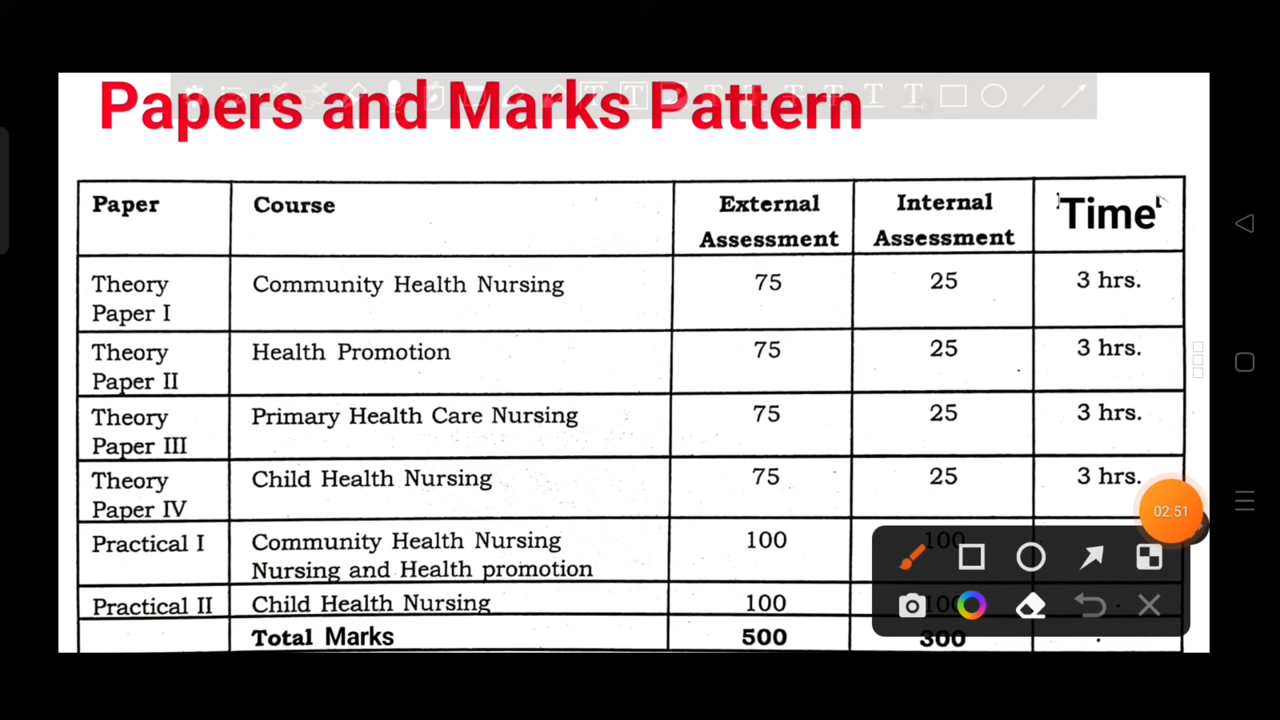 Papers and Marks Pattern
Paper Course External Assessment Internal Assessment Time
Theory Paper I Community Health Nursing 75 25 3 hrs.
Theory Paper II Health Promotion 75 25 3 hrs.
Theory Paper III Primary Health Care Nursing 75 25 3 hrs.
Theory Paper IV Child Health Nursing 75 25 3 hrs.
02:51
Practical I Community Health Nursing Nursing and Health promotion 100 100
Practical II Child Health Nursing 100 100
Total Marks 500 300